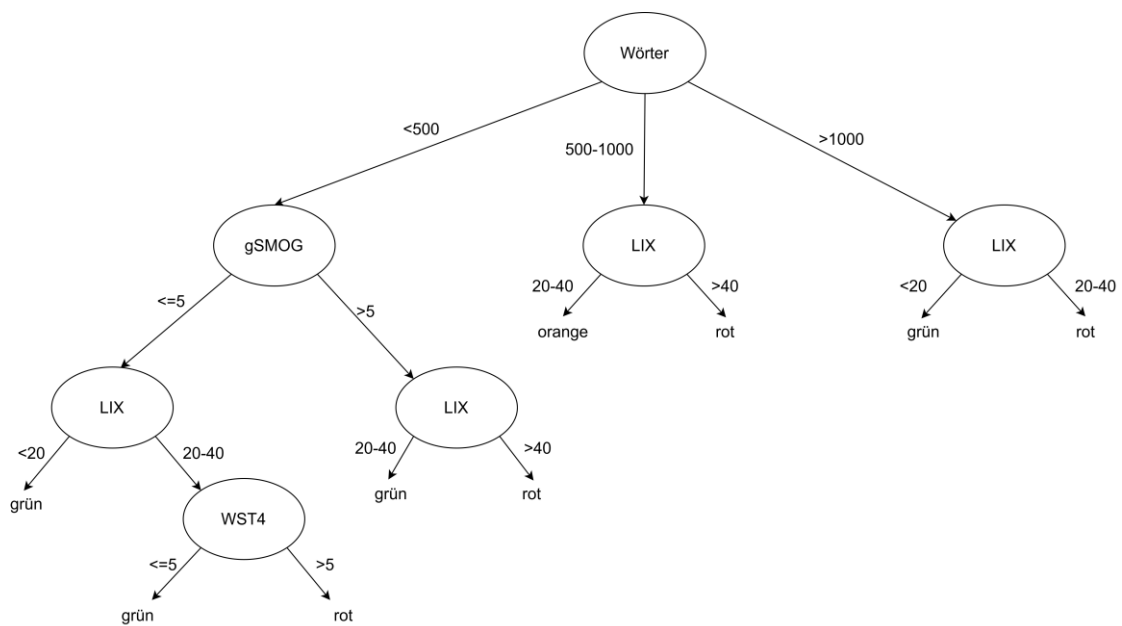 Wörter
<500
500-1000
>1000
gSMOG
LIX
LIX
<=5
>5
20-40
>40
<20
20-40
orange
rot
grün
rot
LIX
LIX
<20
20-40
20-40
>40
grün
grün
rot
WST4
<=5
>5
grün
rot